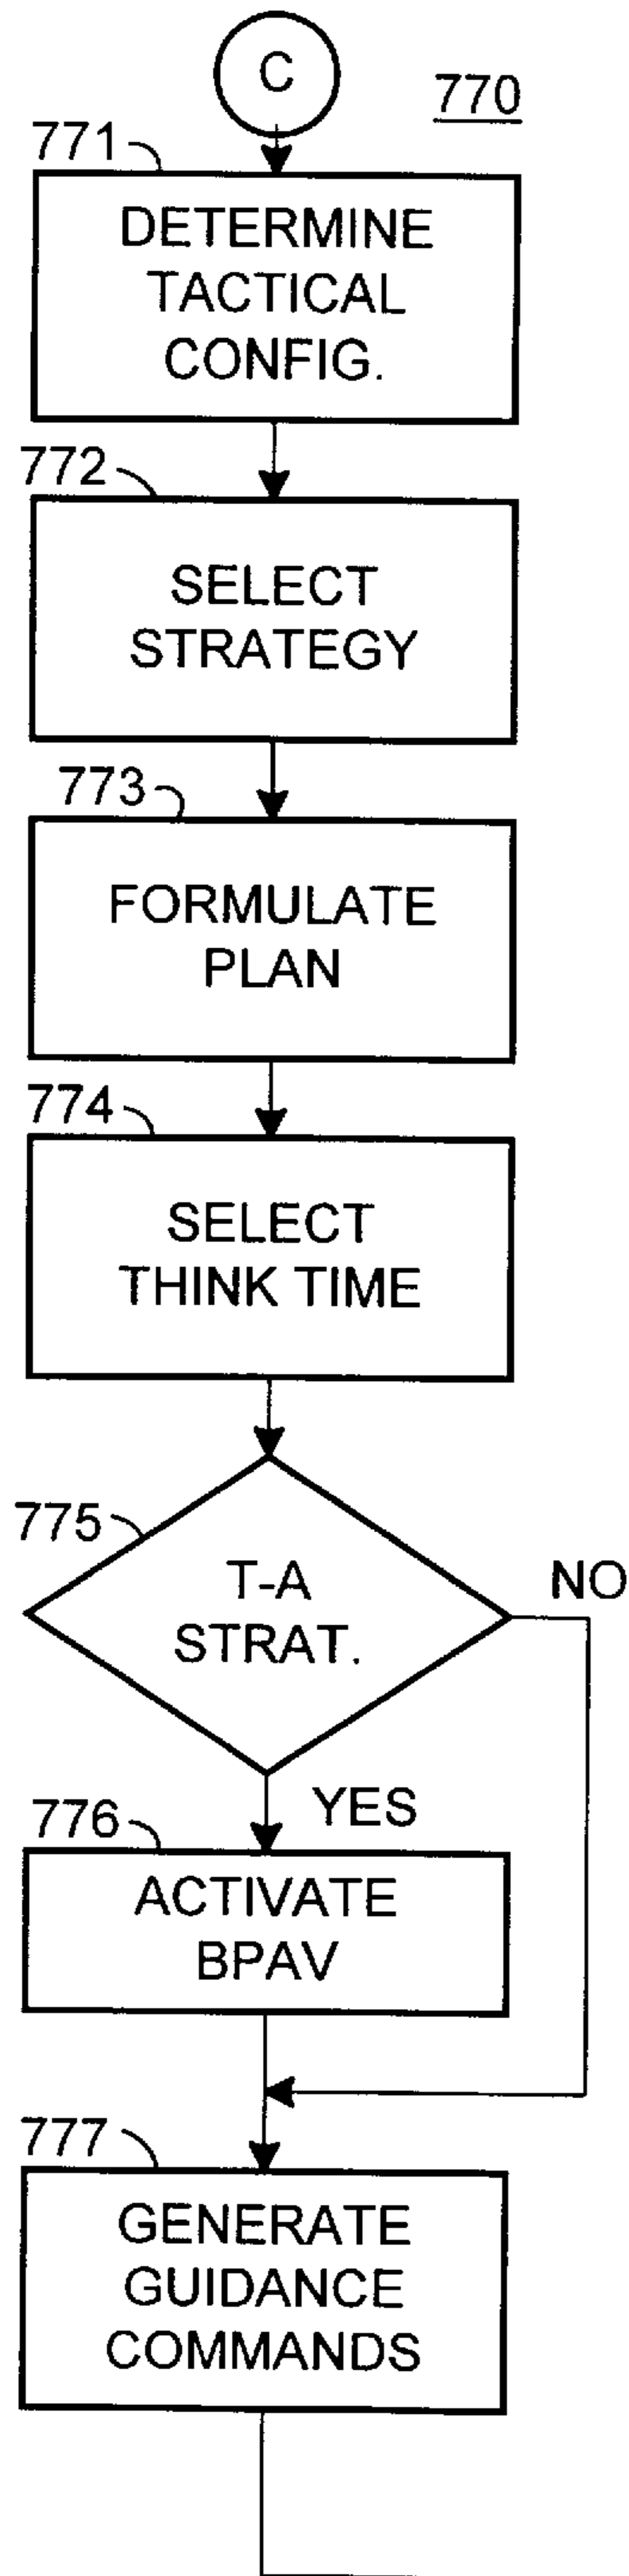 C
770
771
DETERMINE
TACTICAL
CONFIG.
772
SELECT
STRATEGY
773
FORMULATE
PLAN
774
SELECT
THINK TIME
775
T-A
STRAT.
NO
YES
776
ACTIVATE
BPAV
777
GENERATE
GUIDANCE
COMMANDS